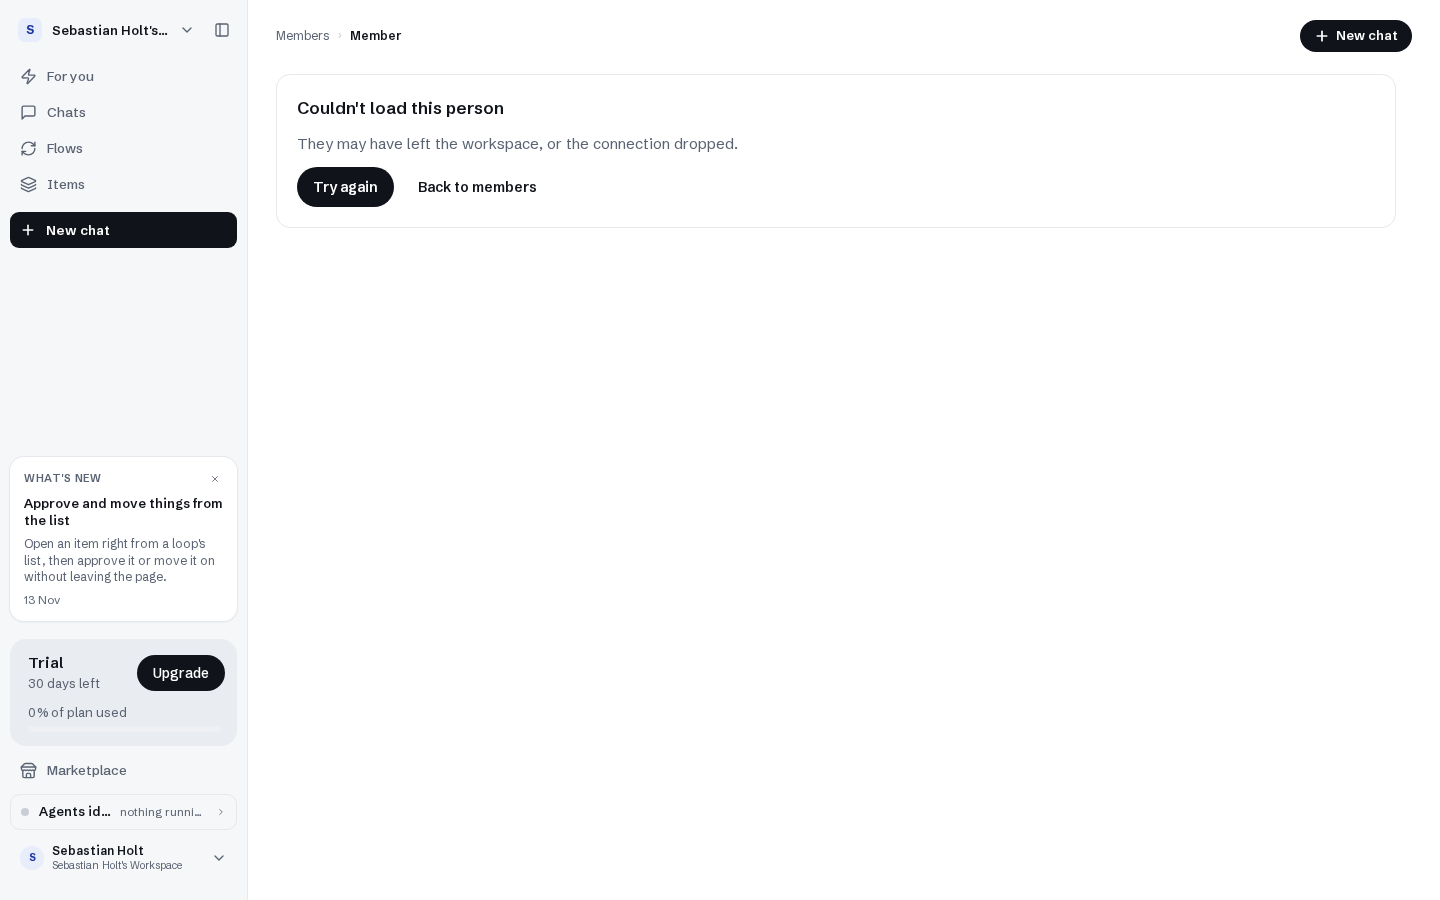 S Sebastian Holt's...
For you
Chats
Flows
Items
New chat
WHAT'S NEW
Approve and move things from
the list
Open an item right from a loop's
list, then approve it or move it on
without leaving the page.
13 Nov
Trial
30 days left
Upgrade
0% of plan used
Marketplace
Agents id... nothing runni...
S Sebastian Holt
Sebastian Holt's Workspace
Members > Member
New chat
Couldn't load this person
They may have left the workspace, or the connection dropped.
Try again Back to members